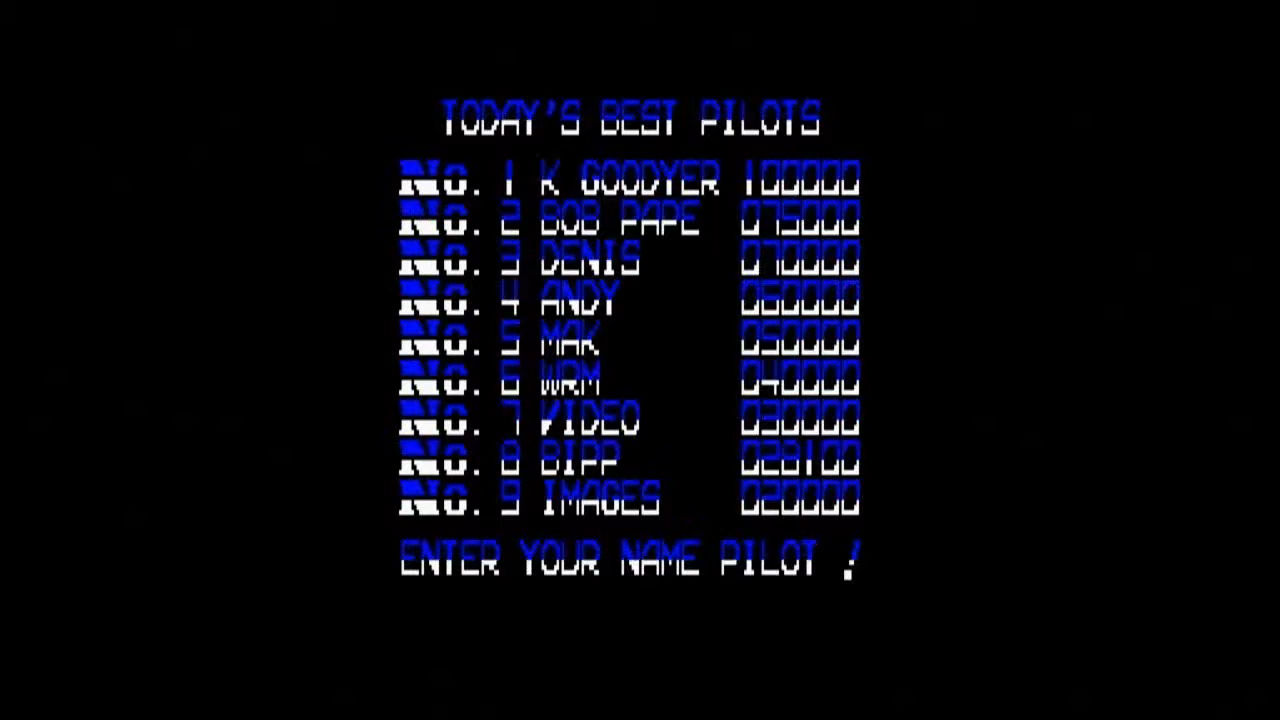 TODAY'S BEST PILOTS
No. 1 K GOODYER 100000
No. 2 BOB PAPE 075000
No. 3 DENIS 070000
No. 4 ANDY 060000
No. 5 MAK 050000
No. 6 WRM 040000
No. 7 VIDEO 030000
No. 8 BIPP 028100
No. 9 IMAGES 020000
ENTER YOUR NAME PILOT !